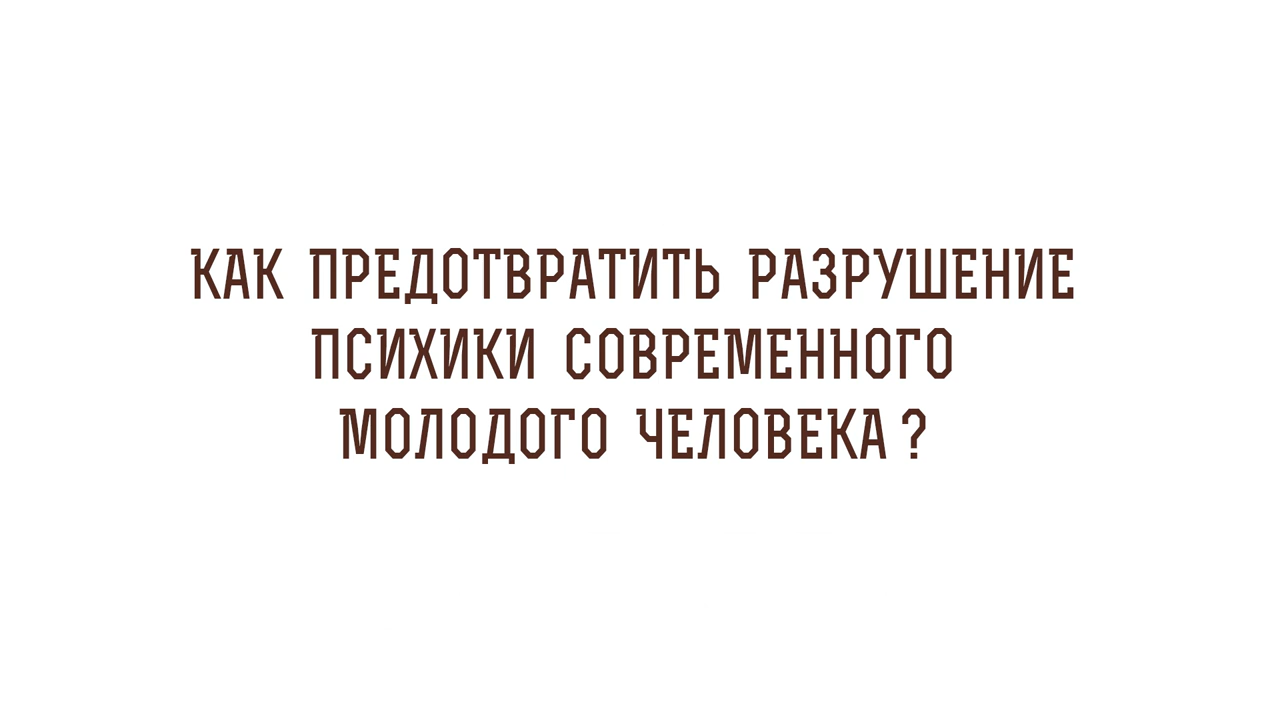 КАК ПРЕДОТВРАТИТЬ РАЗРУШЕНИЕ
ПСИХИКИ СОВРЕМЕННОГО
МОЛОДОГО ЧЕЛОВЕКА?